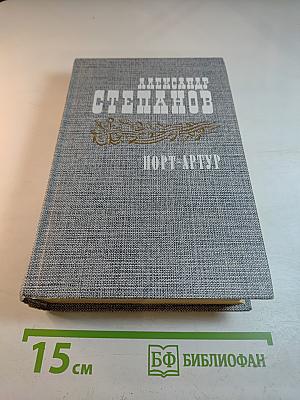 АЛЕКСАНДР
СТЕПАНОВ
ПОРТ-АРТУР
15 см
БФ БИБЛИОФАН